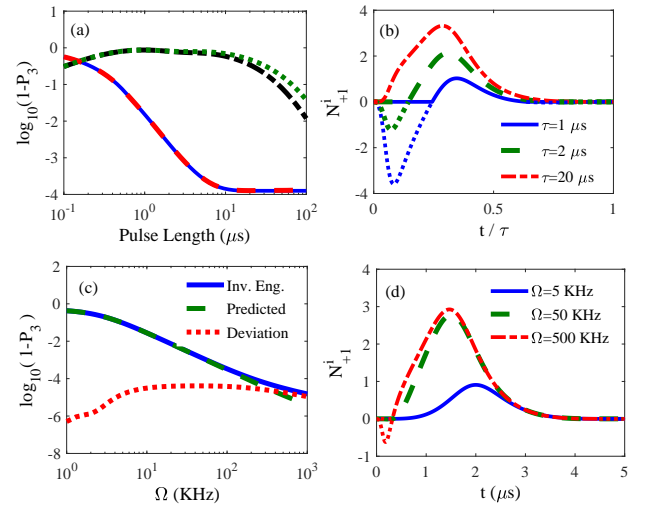 (a)
0
-1
-2
-3
-4
10^-1
10^0
10^1
10^2
log10(1-P3)
Pulse Length (μs)
(b)
4
2
0
-2
-4
0
0.5
1
N^i_+1
t / τ
τ=1 μs
τ=2 μs
τ=20 μs
(c)
2
0
-2
-4
-6
-8
10^0
10^1
10^2
10^3
log10(1-P3)
Ω (KHz)
Inv. Eng.
Predicted
Deviation
(d)
4
3
2
1
0
-1
0
1
2
3
4
5
N^i_+1
t (μs)
Ω=5 KHz
Ω=50 KHz
Ω=500 KHz